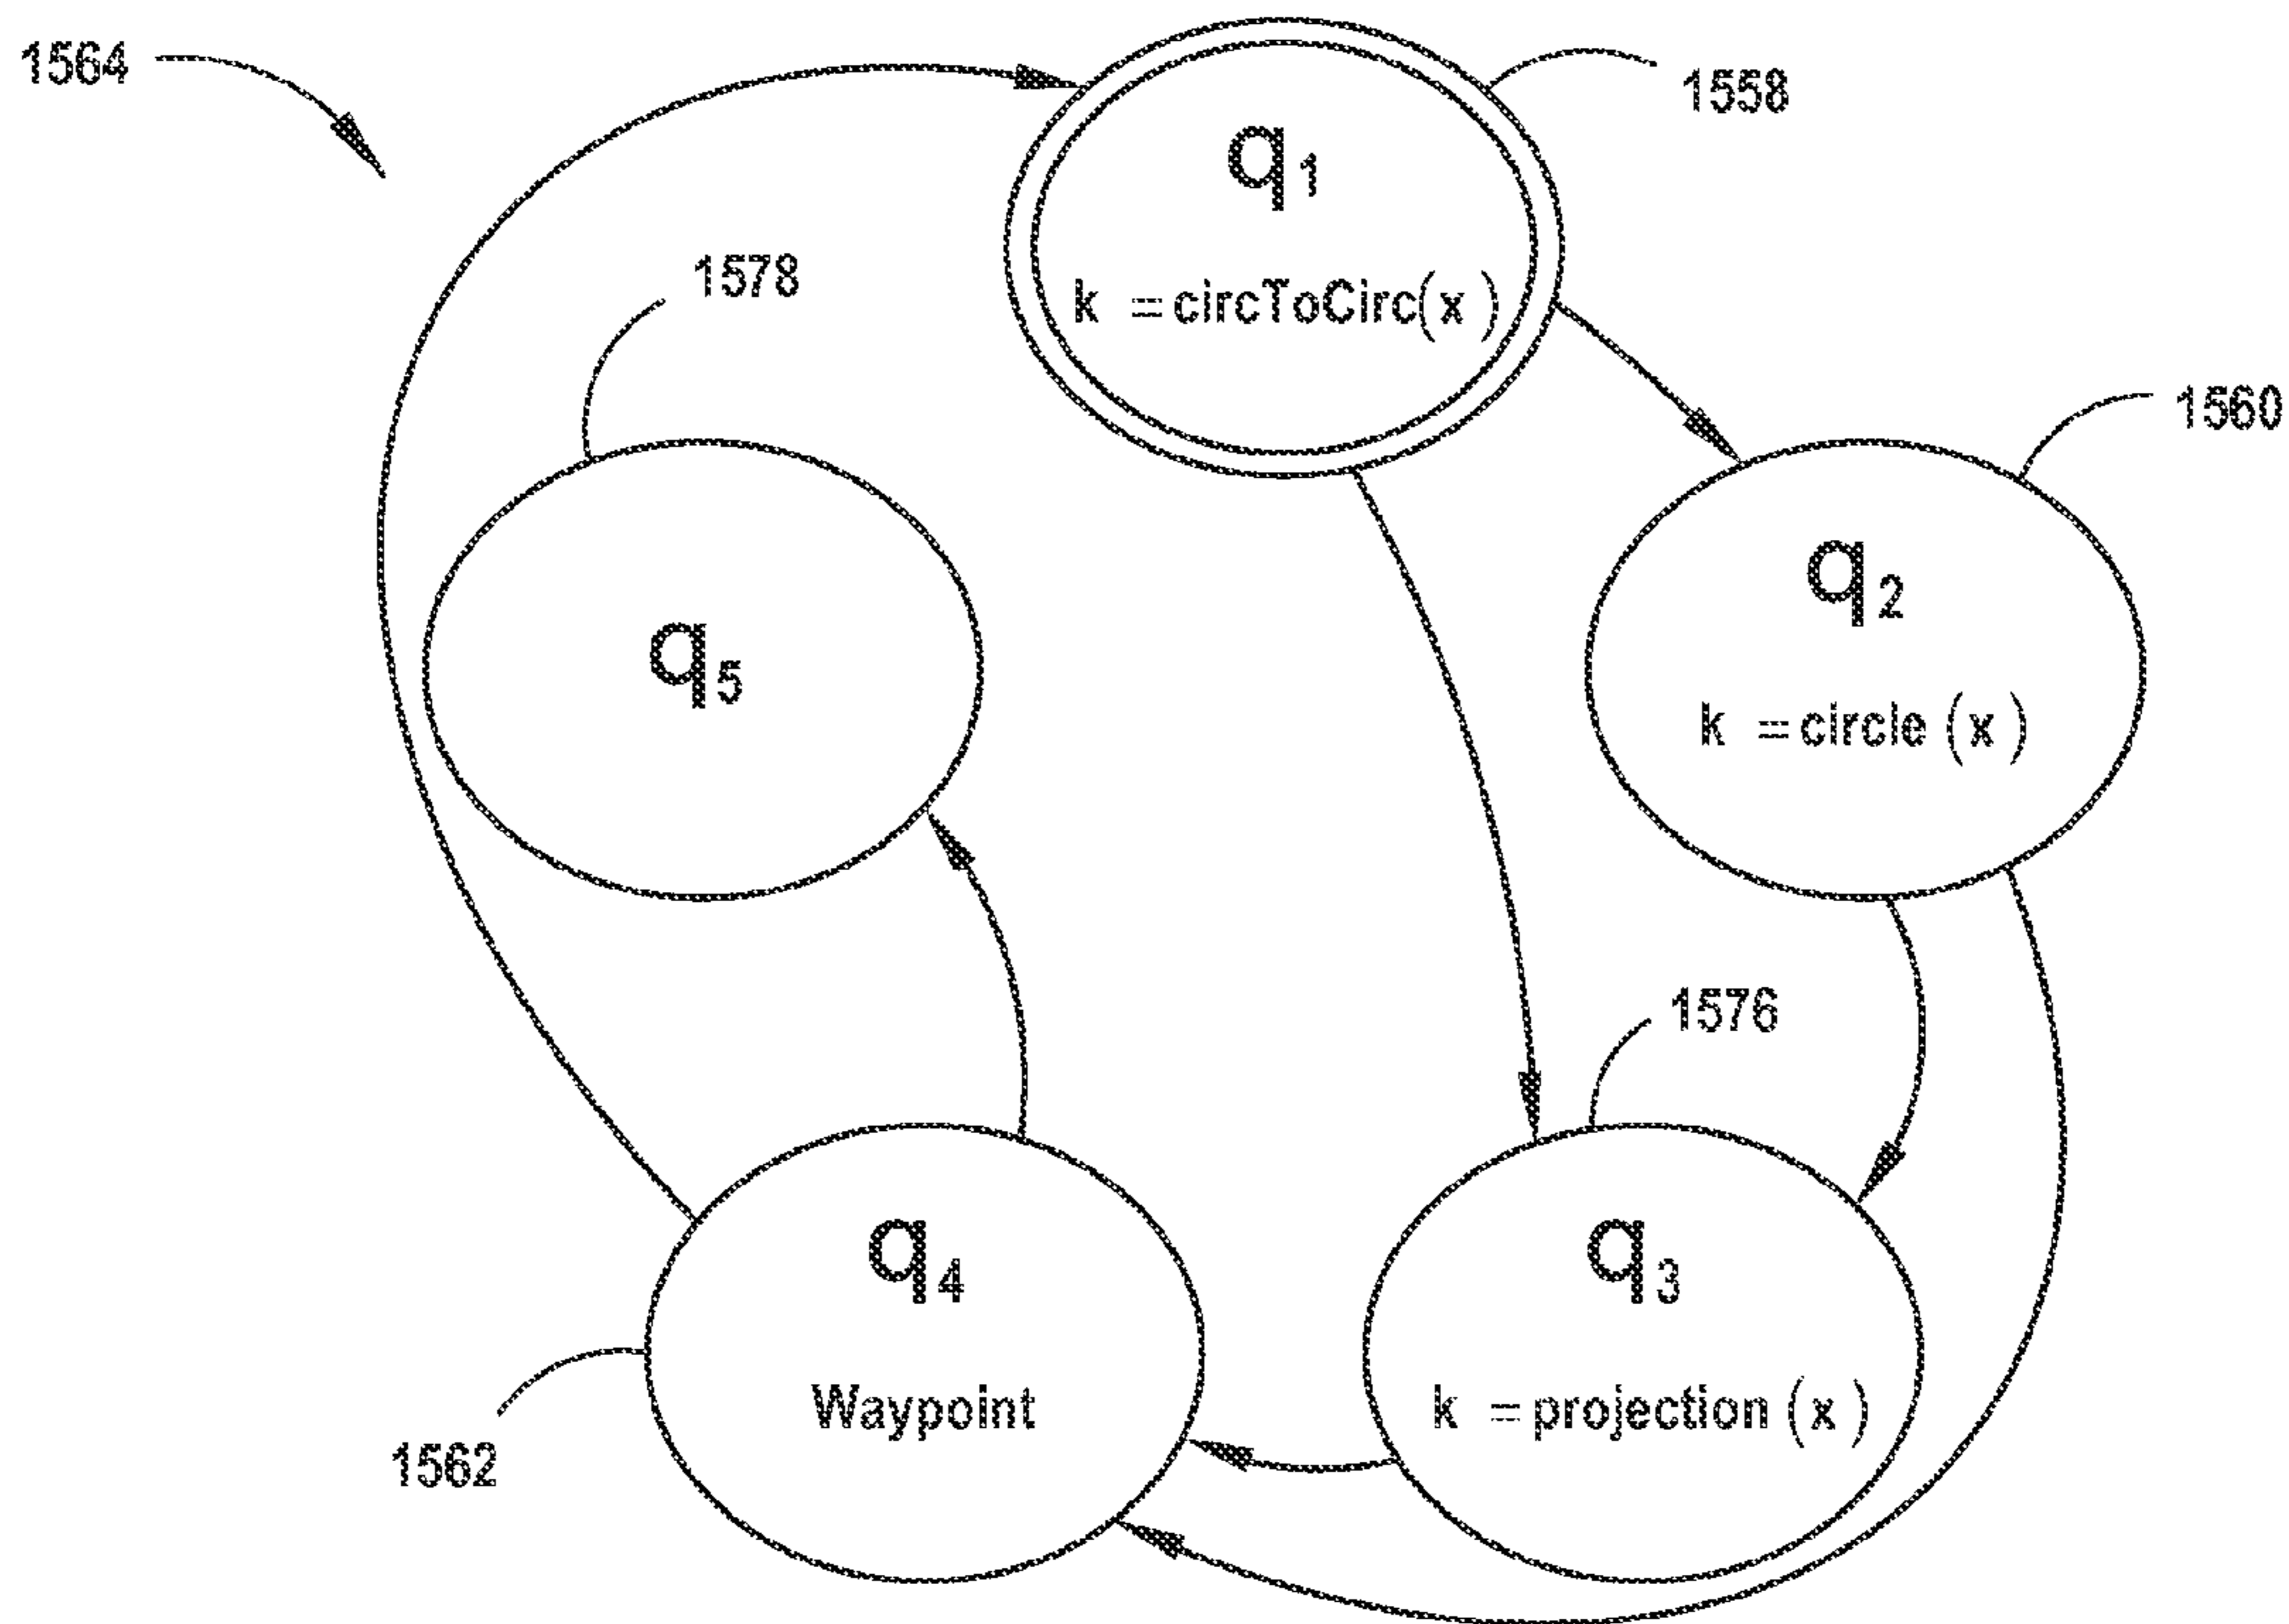 1564
1558
q1
k = circToCirc(x)
1578
1560
q2
k = circle (x)
q5
1576
q4
Waypoint
q3
k = projection (x)
1562